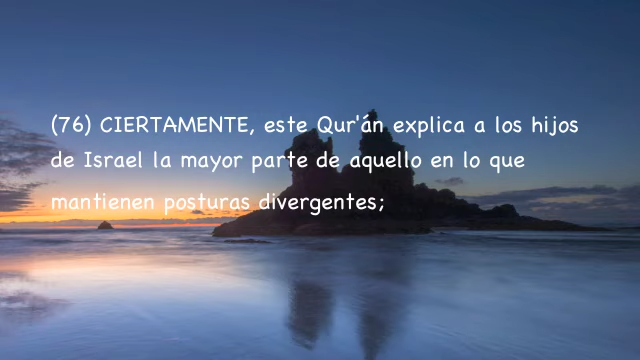 (76) CIERTAMENTE, este Qur'án explica a los hijos
de Israel la mayor parte de aquello en lo que
mantienen posturas divergentes;